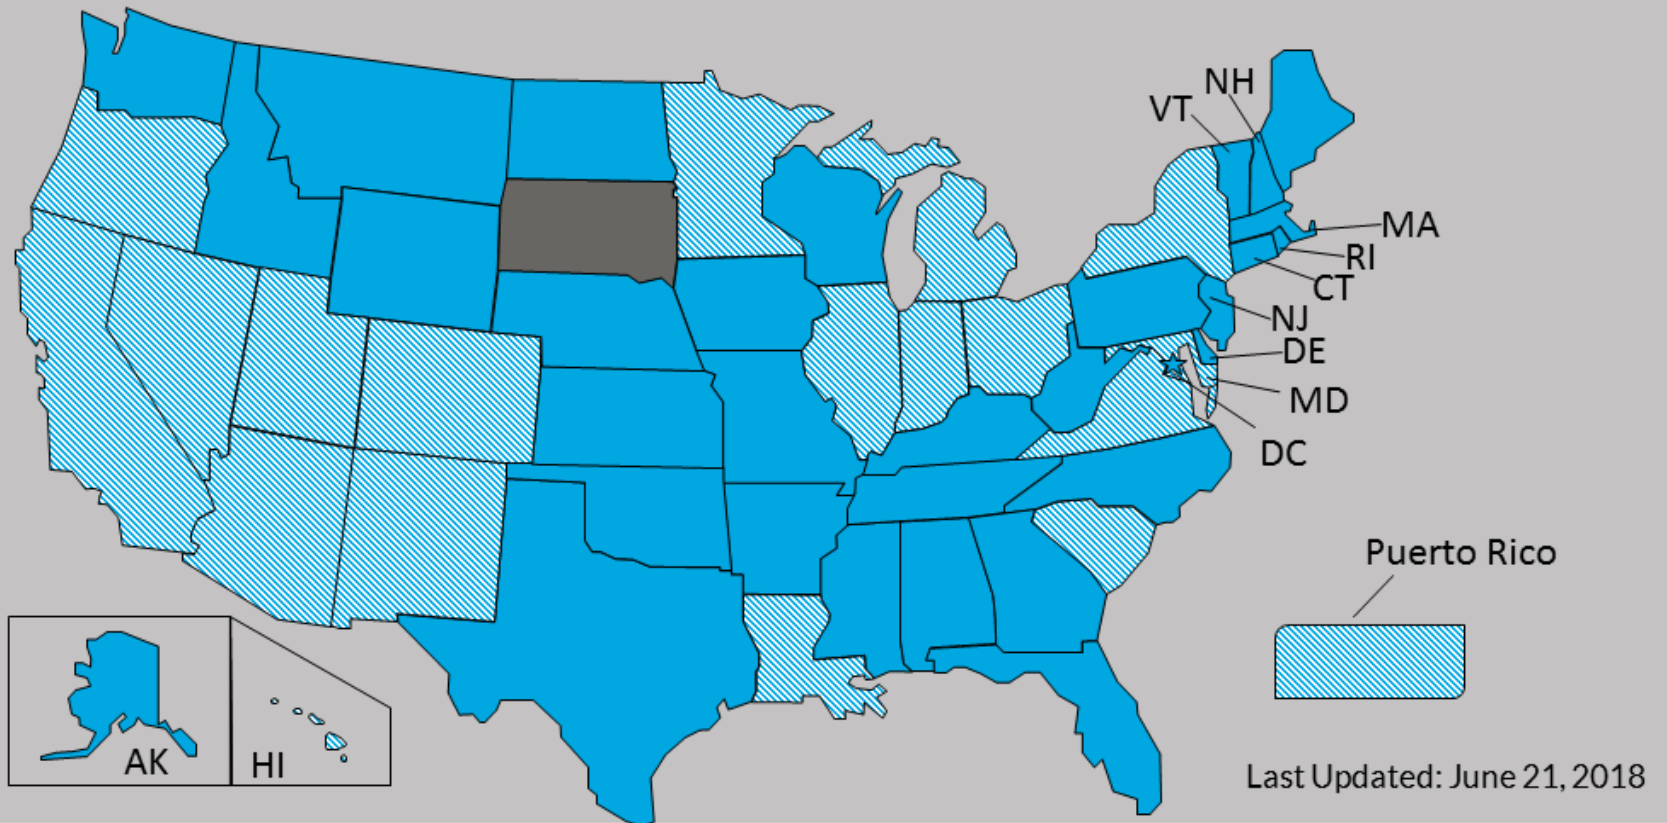 NH
VT
MA
RI
CT
NJ
DE
MD
DC
Puerto Rico
AK
HI
Last Updated: June 21, 2018